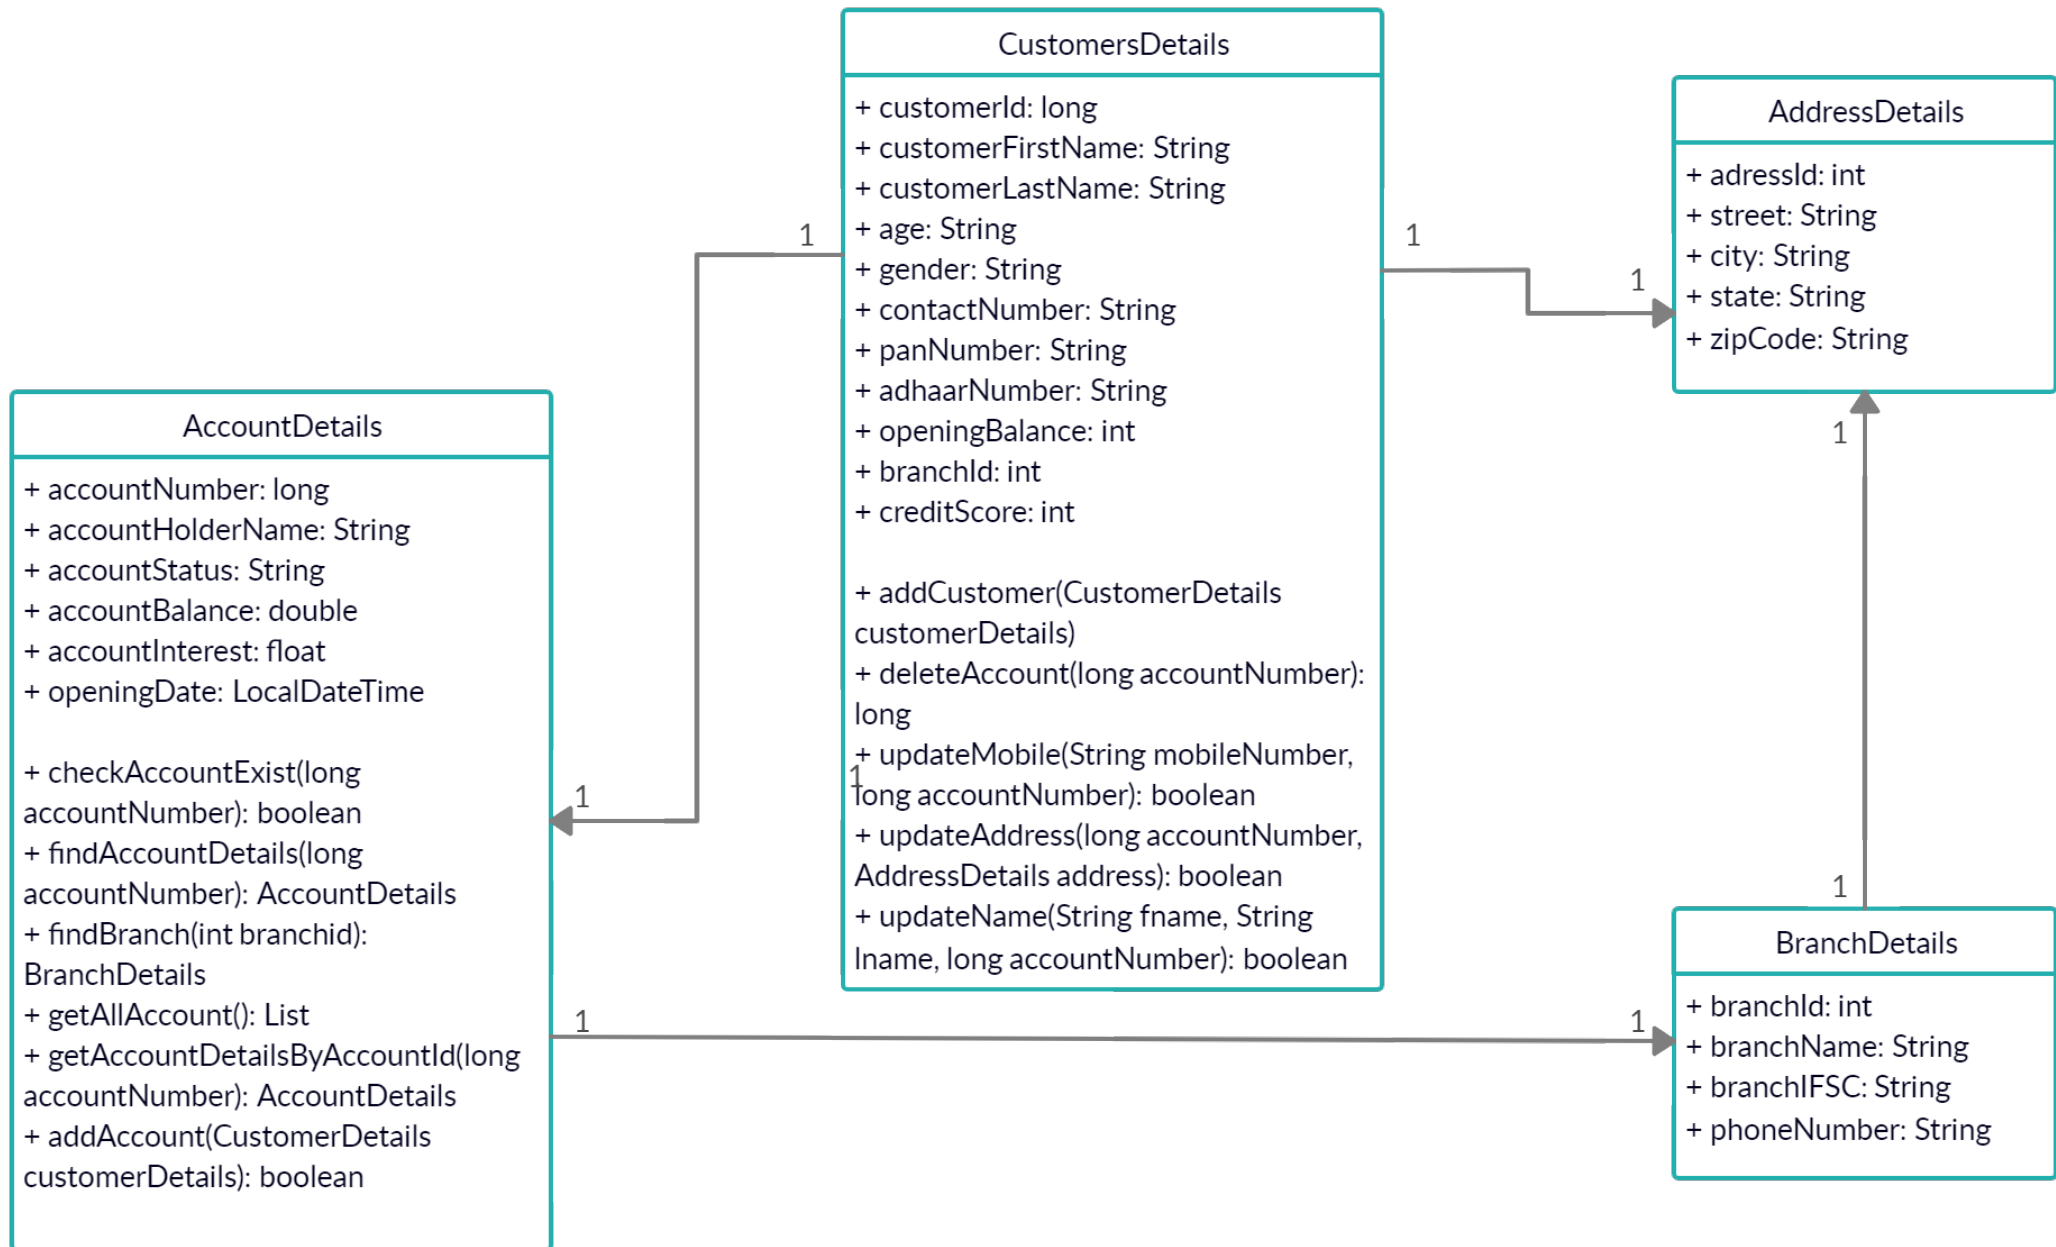 CustomersDetails
+ customerId: long
+ customerFirstName: String
+ customerLastName: String
+ age: String
+ gender: String
+ contactNumber: String
+ panNumber: String
+ adhaarNumber: String
+ openingBalance: int
+ branchId: int
+ creditScore: int
+ addCustomer(CustomerDetails
customerDetails)
+ deleteAccount(long accountNumber):
long
+ updateMobile(String mobileNumber,
long accountNumber): boolean
+ updateAddress(long accountNumber,
AddressDetails address): boolean
+ updateName(String fname, String
lname, long accountNumber): boolean
1
1
1
1
1
AddressDetails
+ adressId: int
+ street: String
+ city: String
+ state: String
+ zipCode: String
1
1
AccountDetails
+ accountNumber: long
+ accountHolderName: String
+ accountStatus: String
+ accountBalance: double
+ accountInterest: float
+ openingDate: LocalDateTime
+ checkAccountExist(long
accountNumber): boolean
+ findAccountDetails(long
accountNumber): AccountDetails
+ findBranch(int branchid):
BranchDetails
+ getAllAccount(): List
+ getAccountDetailsByAccountId(long
accountNumber): AccountDetails
+ addAccount(CustomerDetails
customerDetails): boolean
1
1
BranchDetails
+ branchId: int
+ branchName: String
+ branchIFSC: String
+ phoneNumber: String